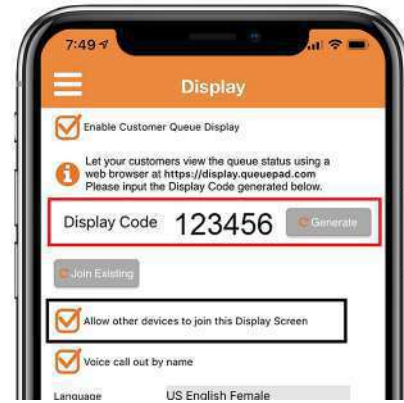 7:49
Display
Enable Customer Queue Display
Let your customers view the queue status using a
web browser at https://display.queuepad.com
Please input the Display Code generated below.
Display Code 123456 Generate
Join Existing
Allow other devices to join this Display Screen
Voice call out by name
Language US English Female